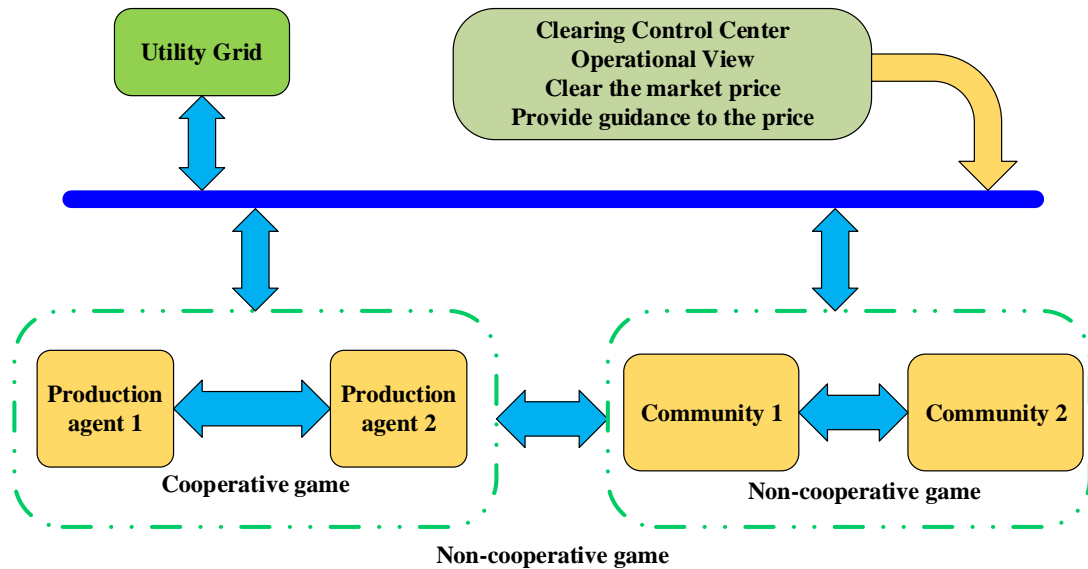 Utility Grid
Clearing Control Center
Operational View
Clear the market price
Provide guidance to the price
Production
agent 1
Production
agent 2
Cooperative game
Community 1
Community 2
Non-cooperative game
Non-cooperative game